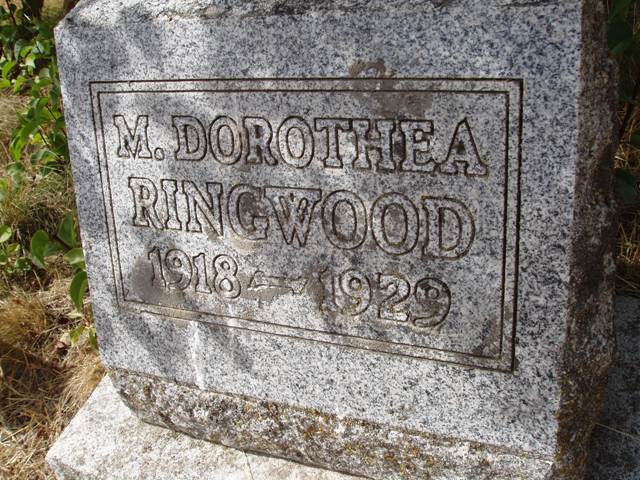 M. DOROTHEA
RINGWOOD
1918 — 1929